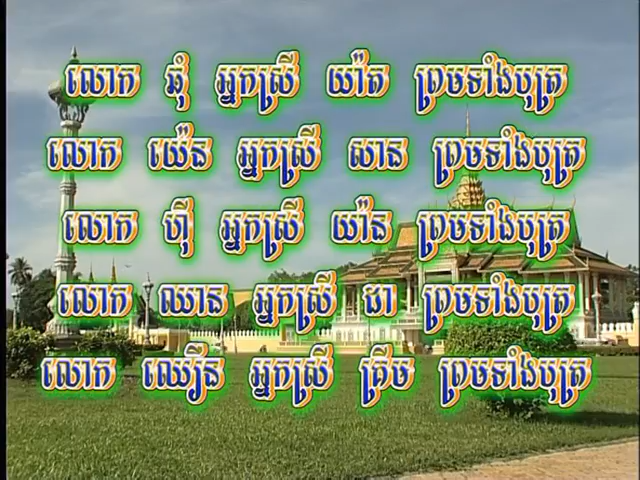 លោក ឆុំ អ្នកស្រី យ៉ាត ព្រមទាំងបុត្រ
លោក យ៉េន អ្នកស្រី សាន ព្រមទាំងបុត្រ
លោក ហ៊ី អ្នកស្រី យ៉ាន ព្រមទាំងបុត្រ
លោក ឈាន អ្នកស្រី ដា ព្រមទាំងបុត្រ
លោក ឈឿន អ្នកស្រី គ្រីម ព្រមទាំងបុត្រ